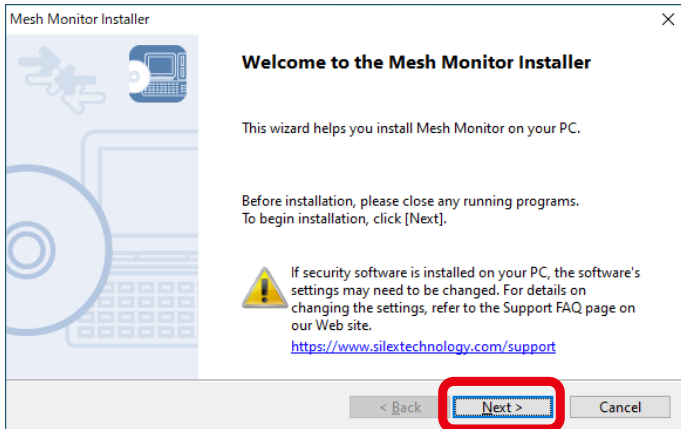 Mesh Monitor Installer
Welcome to the Mesh Monitor Installer
This wizard helps you install Mesh Monitor on your PC.
Before installation, please close any running programs.
To begin installation, click [Next].
If security software is installed on your PC, the software's
settings may need to be changed. For details on
changing the settings, refer to the Support FAQ page on
our Web site.
https://www.silextechnology.com/support
< Back
Next >
Cancel